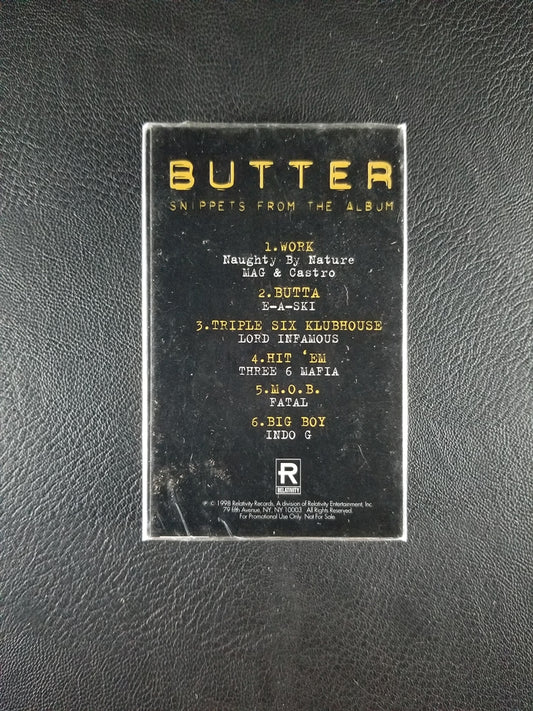 BUTTER
SNIPPETS FROM THE ALBUM
1.WORK
Naughty By Nature
MAG & Castro
2.BUTTA
E-A-SKI
3.TRIPLE SIX KLUBHOUSE
LORD INFAMOUS
4.HIT 'EM
THREE 6 MAFIA
5.M.O.B.
FATAL
6.BIG BOY
INDO G
R
RELATIVITY
℗ © 1998 Relativity Records. A division of Relativity Entertainment, Inc.
79 fifth Avenue, NY, NY 10003 All Rights Reserved.
For Promotional Use Only. Not For Sale